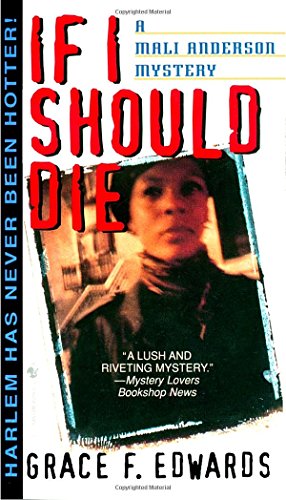 HARLEM HAS NEVER BEEN HOTTER!
IF I
SHOULD
DIE
A
MALI ANDERSON
MYSTERY
"A LUSH AND
RIVETING MYSTERY."
—Mystery Lovers
Bookshop News
GRACE F. EDWARDS